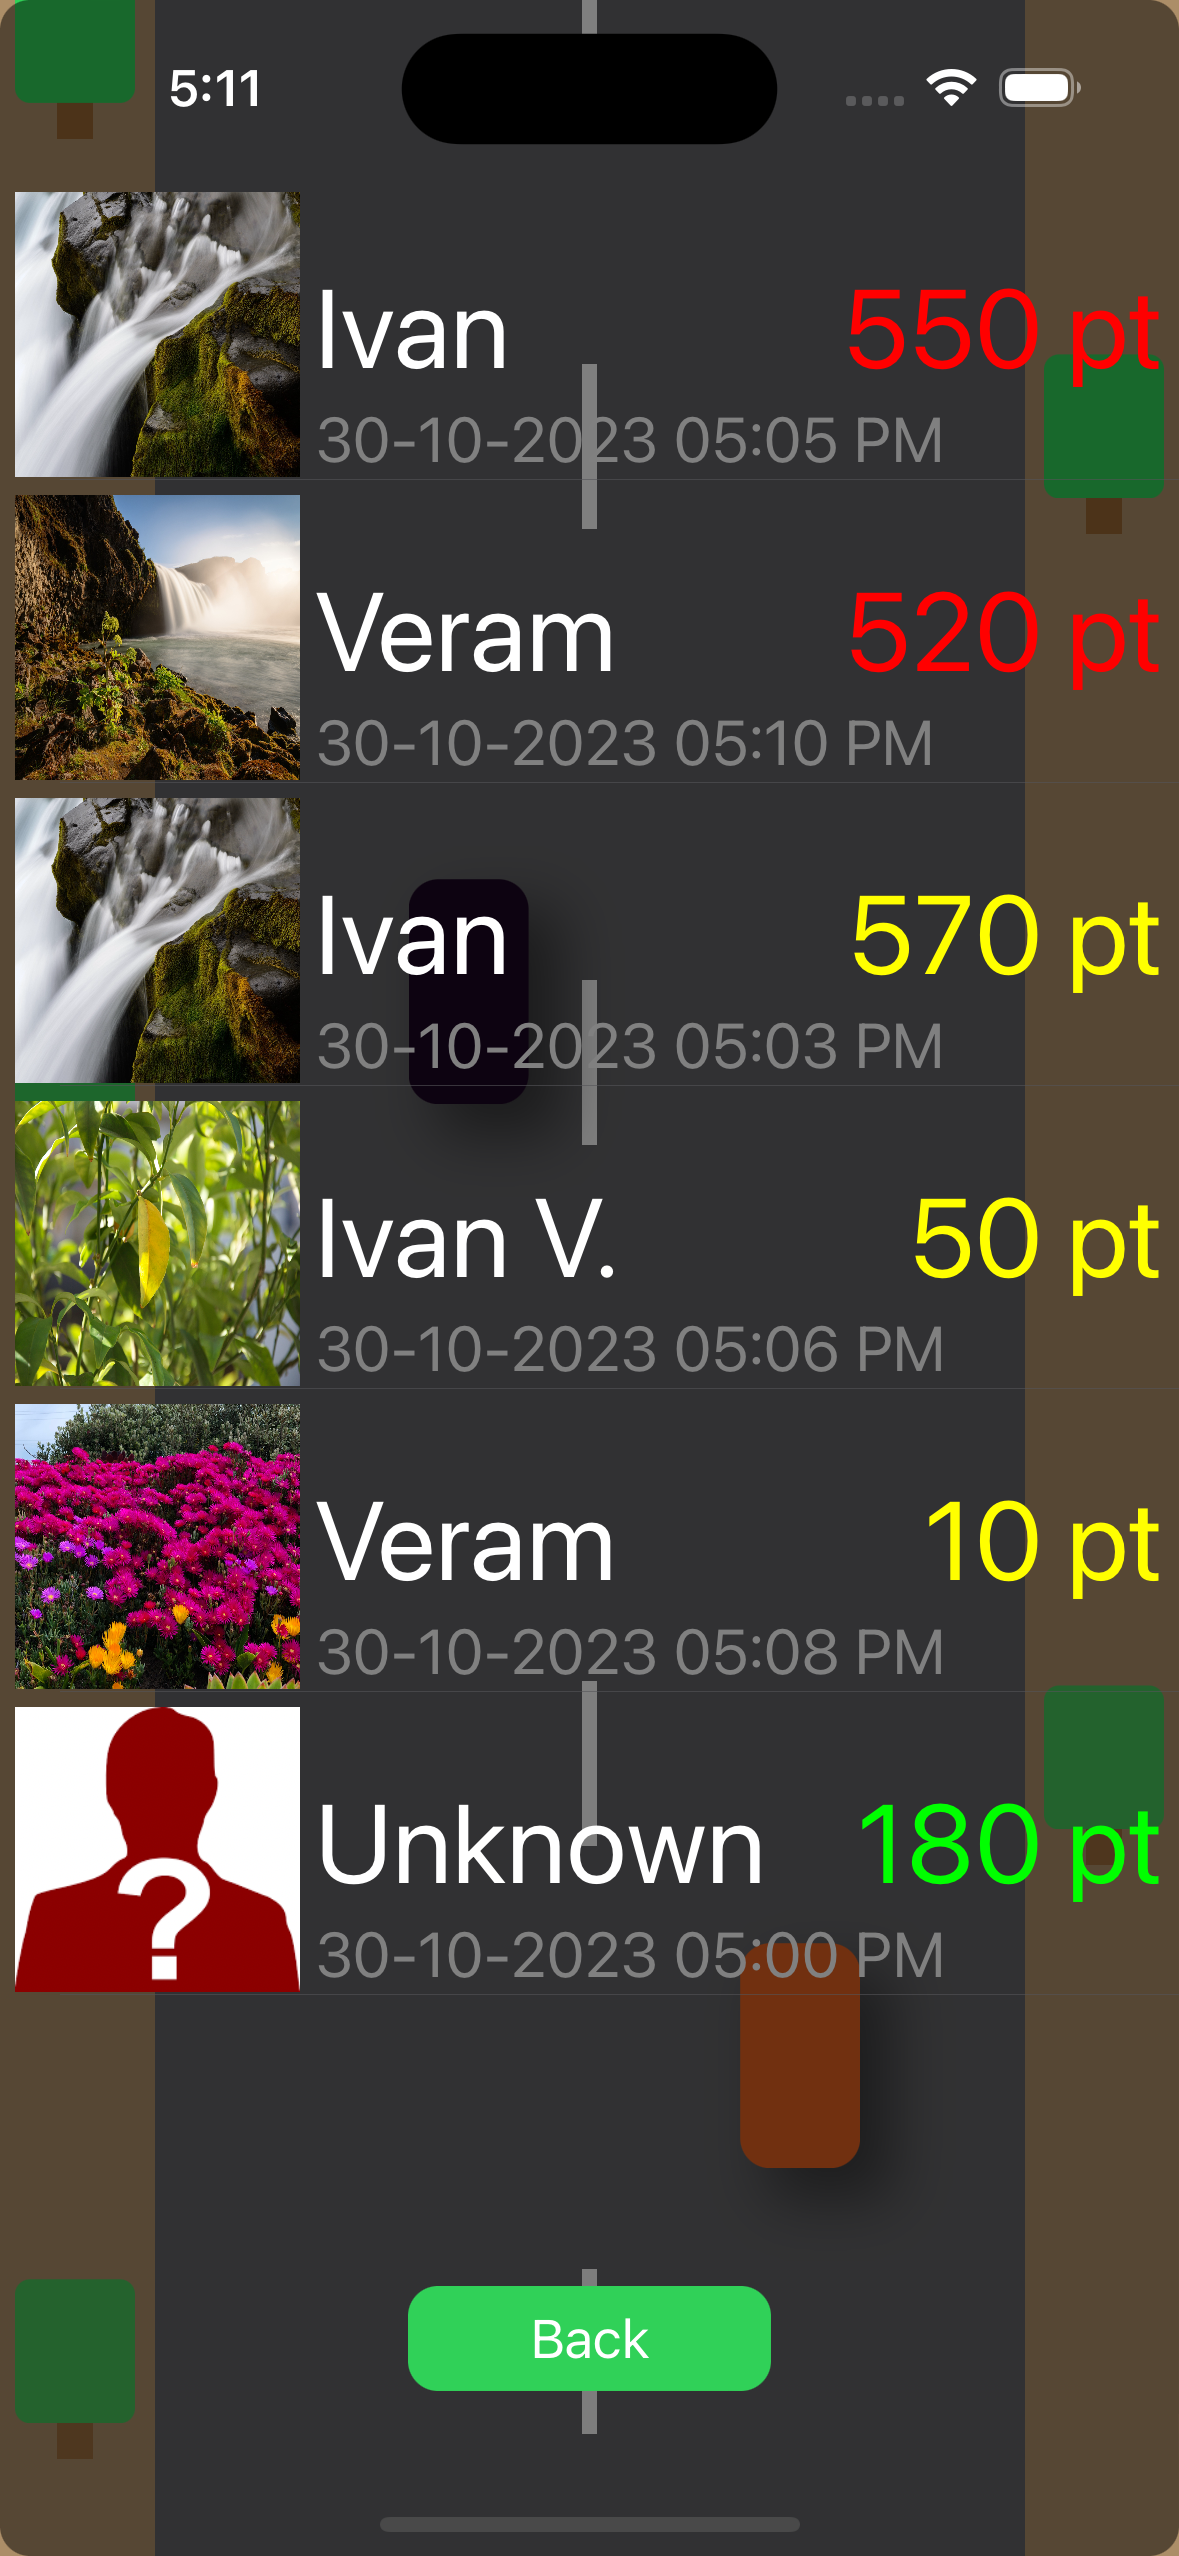 5:11
Ivan 550 pt
30-10-2023 05:05 PM
Veram 520 pt
30-10-2023 05:10 PM
Ivan 570 pt
30-10-2023 05:03 PM
Ivan V. 50 pt
30-10-2023 05:06 PM
Veram 10 pt
30-10-2023 05:08 PM
?
Unknown 180 pt
30-10-2023 05:00 PM
Back